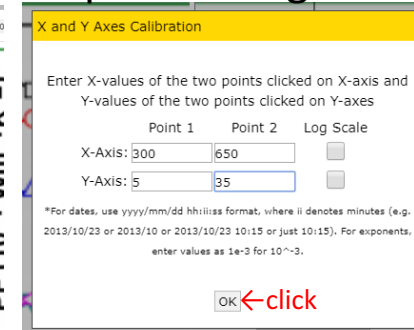 X and Y Axes Calibration
Enter X-values of the two points clicked on X-axis and
Y-values of the two points clicked on Y-axes
Point 1 Point 2 Log Scale
X-Axis: 300 650
Y-Axis: 5 35
*For dates, use yyyy/mm/dd hh:ii:ss format, where ii denotes minutes (e.g.
2013/10/23 or 2013/10 or 2013/10/23 10:15 or just 10:15). For exponents,
enter values as 1e-3 for 10^-3.
OK ←click